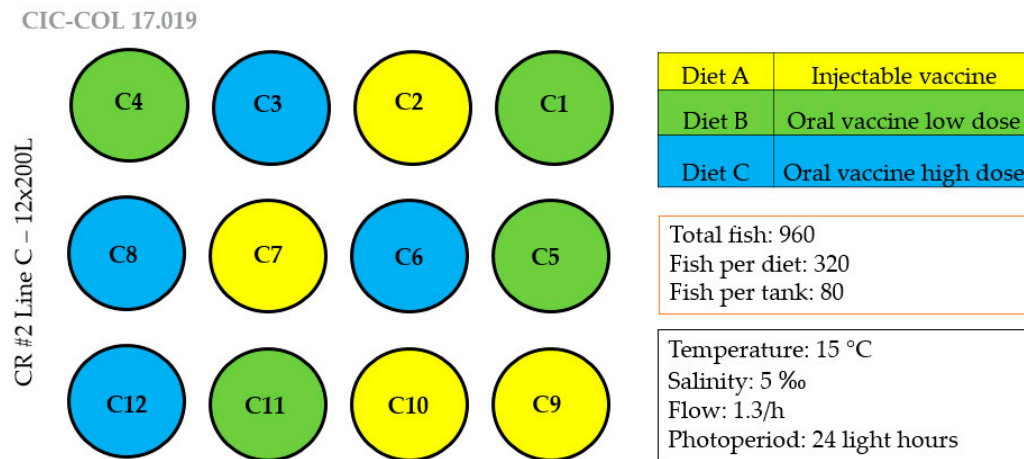 CIC-COL 17.019
CR #2 Line C – 12x200L
C4 C3 C2 C1
C8 C7 C6 C5
C12 C11 C10 C9
Diet A Injectable vaccine
Diet B Oral vaccine low dose
Diet C Oral vaccine high dose
Total fish: 960
Fish per diet: 320
Fish per tank: 80
Temperature: 15 °C
Salinity: 5 ‰
Flow: 1.3/h
Photoperiod: 24 light hours